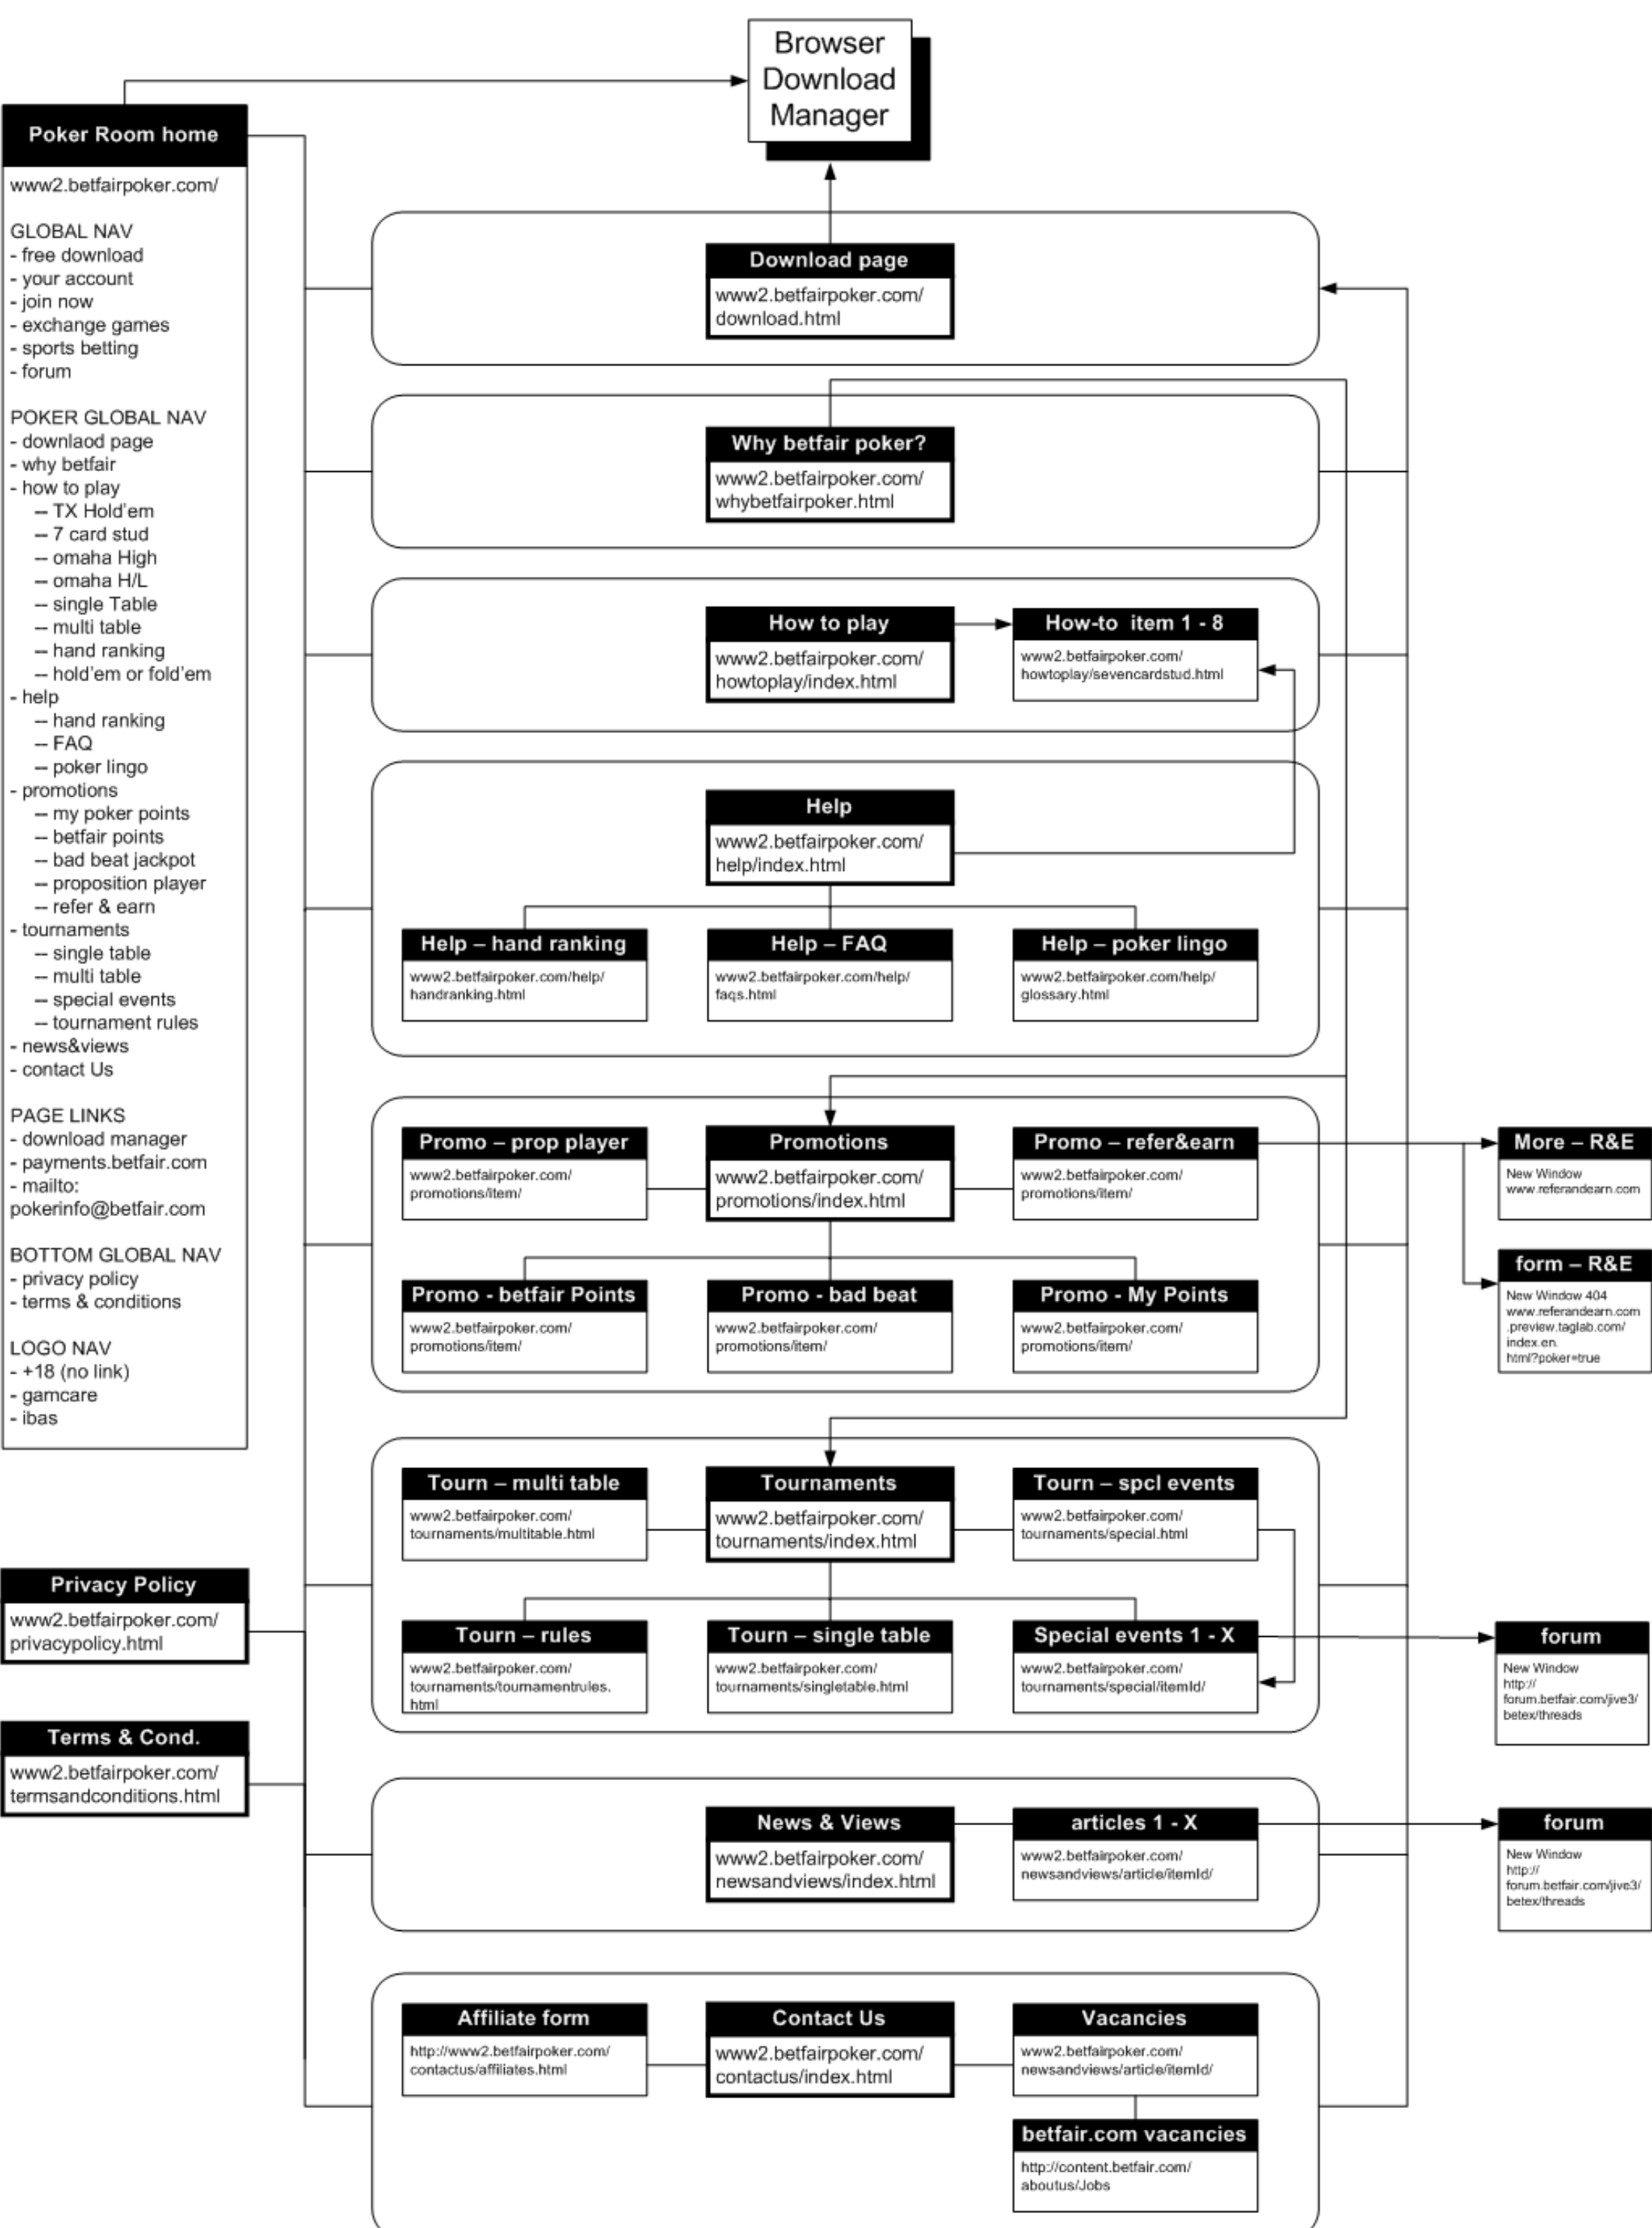 Browser
Download
Manager
Poker Room home
www2.betfairpoker.com/
GLOBAL NAV
- free download
- your account
- join now
- exchange games
- sports betting
- forum
POKER GLOBAL NAV
- downlaod page
- why betfair
- how to play
-- TX Hold'em
-- 7 card stud
-- omaha High
-- omaha H/L
-- single Table
-- multi table
-- hand ranking
-- hold'em or fold'em
- help
-- hand ranking
-- FAQ
-- poker lingo
- promotions
-- my poker points
-- betfair points
-- bad beat jackpot
-- proposition player
-- refer & earn
- tournaments
-- single table
-- multi table
-- special events
-- tournament rules
- news&views
- contact Us
PAGE LINKS
- download manager
- payments.betfair.com
- mailto:
pokerinfo@betfair.com
BOTTOM GLOBAL NAV
- privacy policy
- terms & conditions
LOGO NAV
- +18 (no link)
- gamcare
- ibas
Privacy Policy
www2.betfairpoker.com/
privacypolicy.html
Terms & Cond.
www2.betfairpoker.com/
termsandconditions.html
Download page
www2.betfairpoker.com/
download.html
Why betfair poker?
www2.betfairpoker.com/
whybetfairpoker.html
How to play
www2.betfairpoker.com/
howtoplay/index.html
How-to item 1 - 8
www2.betfairpoker.com/
howtoplay/sevencardstud.html
Help
www2.betfairpoker.com/
help/index.html
Help – hand ranking
www2.betfairpoker.com/help/
handranking.html
Help – FAQ
www2.betfairpoker.com/help/
faqs.html
Help – poker lingo
www2.betfairpoker.com/help/
glossary.html
Promo – prop player
www2.betfairpoker.com/
promotions/item/
Promotions
www2.betfairpoker.com/
promotions/index.html
Promo – refer&earn
www2.betfairpoker.com/
promotions/item/
More – R&E
New Window
www.referandearn.com
form – R&E
New Window 404
www.referandearn.com
.preview.taglab.com/
index.en.
html?poker=true
Promo - betfair Points
www2.betfairpoker.com/
promotions/item/
Promo - bad beat
www2.betfairpoker.com/
promotions/item/
Promo - My Points
www2.betfairpoker.com/
promotions/item/
Tourn – multi table
www2.betfairpoker.com/
tournaments/multitable.html
Tournaments
www2.betfairpoker.com/
tournaments/index.html
Tourn – spcl events
www2.betfairpoker.com/
tournaments/special.html
Tourn – rules
www2.betfairpoker.com/
tournaments/tournamentrules.
html
Tourn – single table
www2.betfairpoker.com/
tournaments/singletable.html
Special events 1 - X
www2.betfairpoker.com/
tournaments/special/itemId/
forum
New Window
http://
forum.betfair.com/jive3/
betex/threads
News & Views
www2.betfairpoker.com/
newsandviews/index.html
articles 1 - X
www2.betfairpoker.com/
newsandviews/article/itemId/
forum
New Window
http://
forum.betfair.com/jive3/
betex/threads
Affiliate form
http://www2.betfairpoker.com/
contactus/affiliates.html
Contact Us
www2.betfairpoker.com/
contactus/index.html
Vacancies
www2.betfairpoker.com/
newsandviews/article/itemId/
betfair.com vacancies
http://content.betfair.com/
aboutus/Jobs